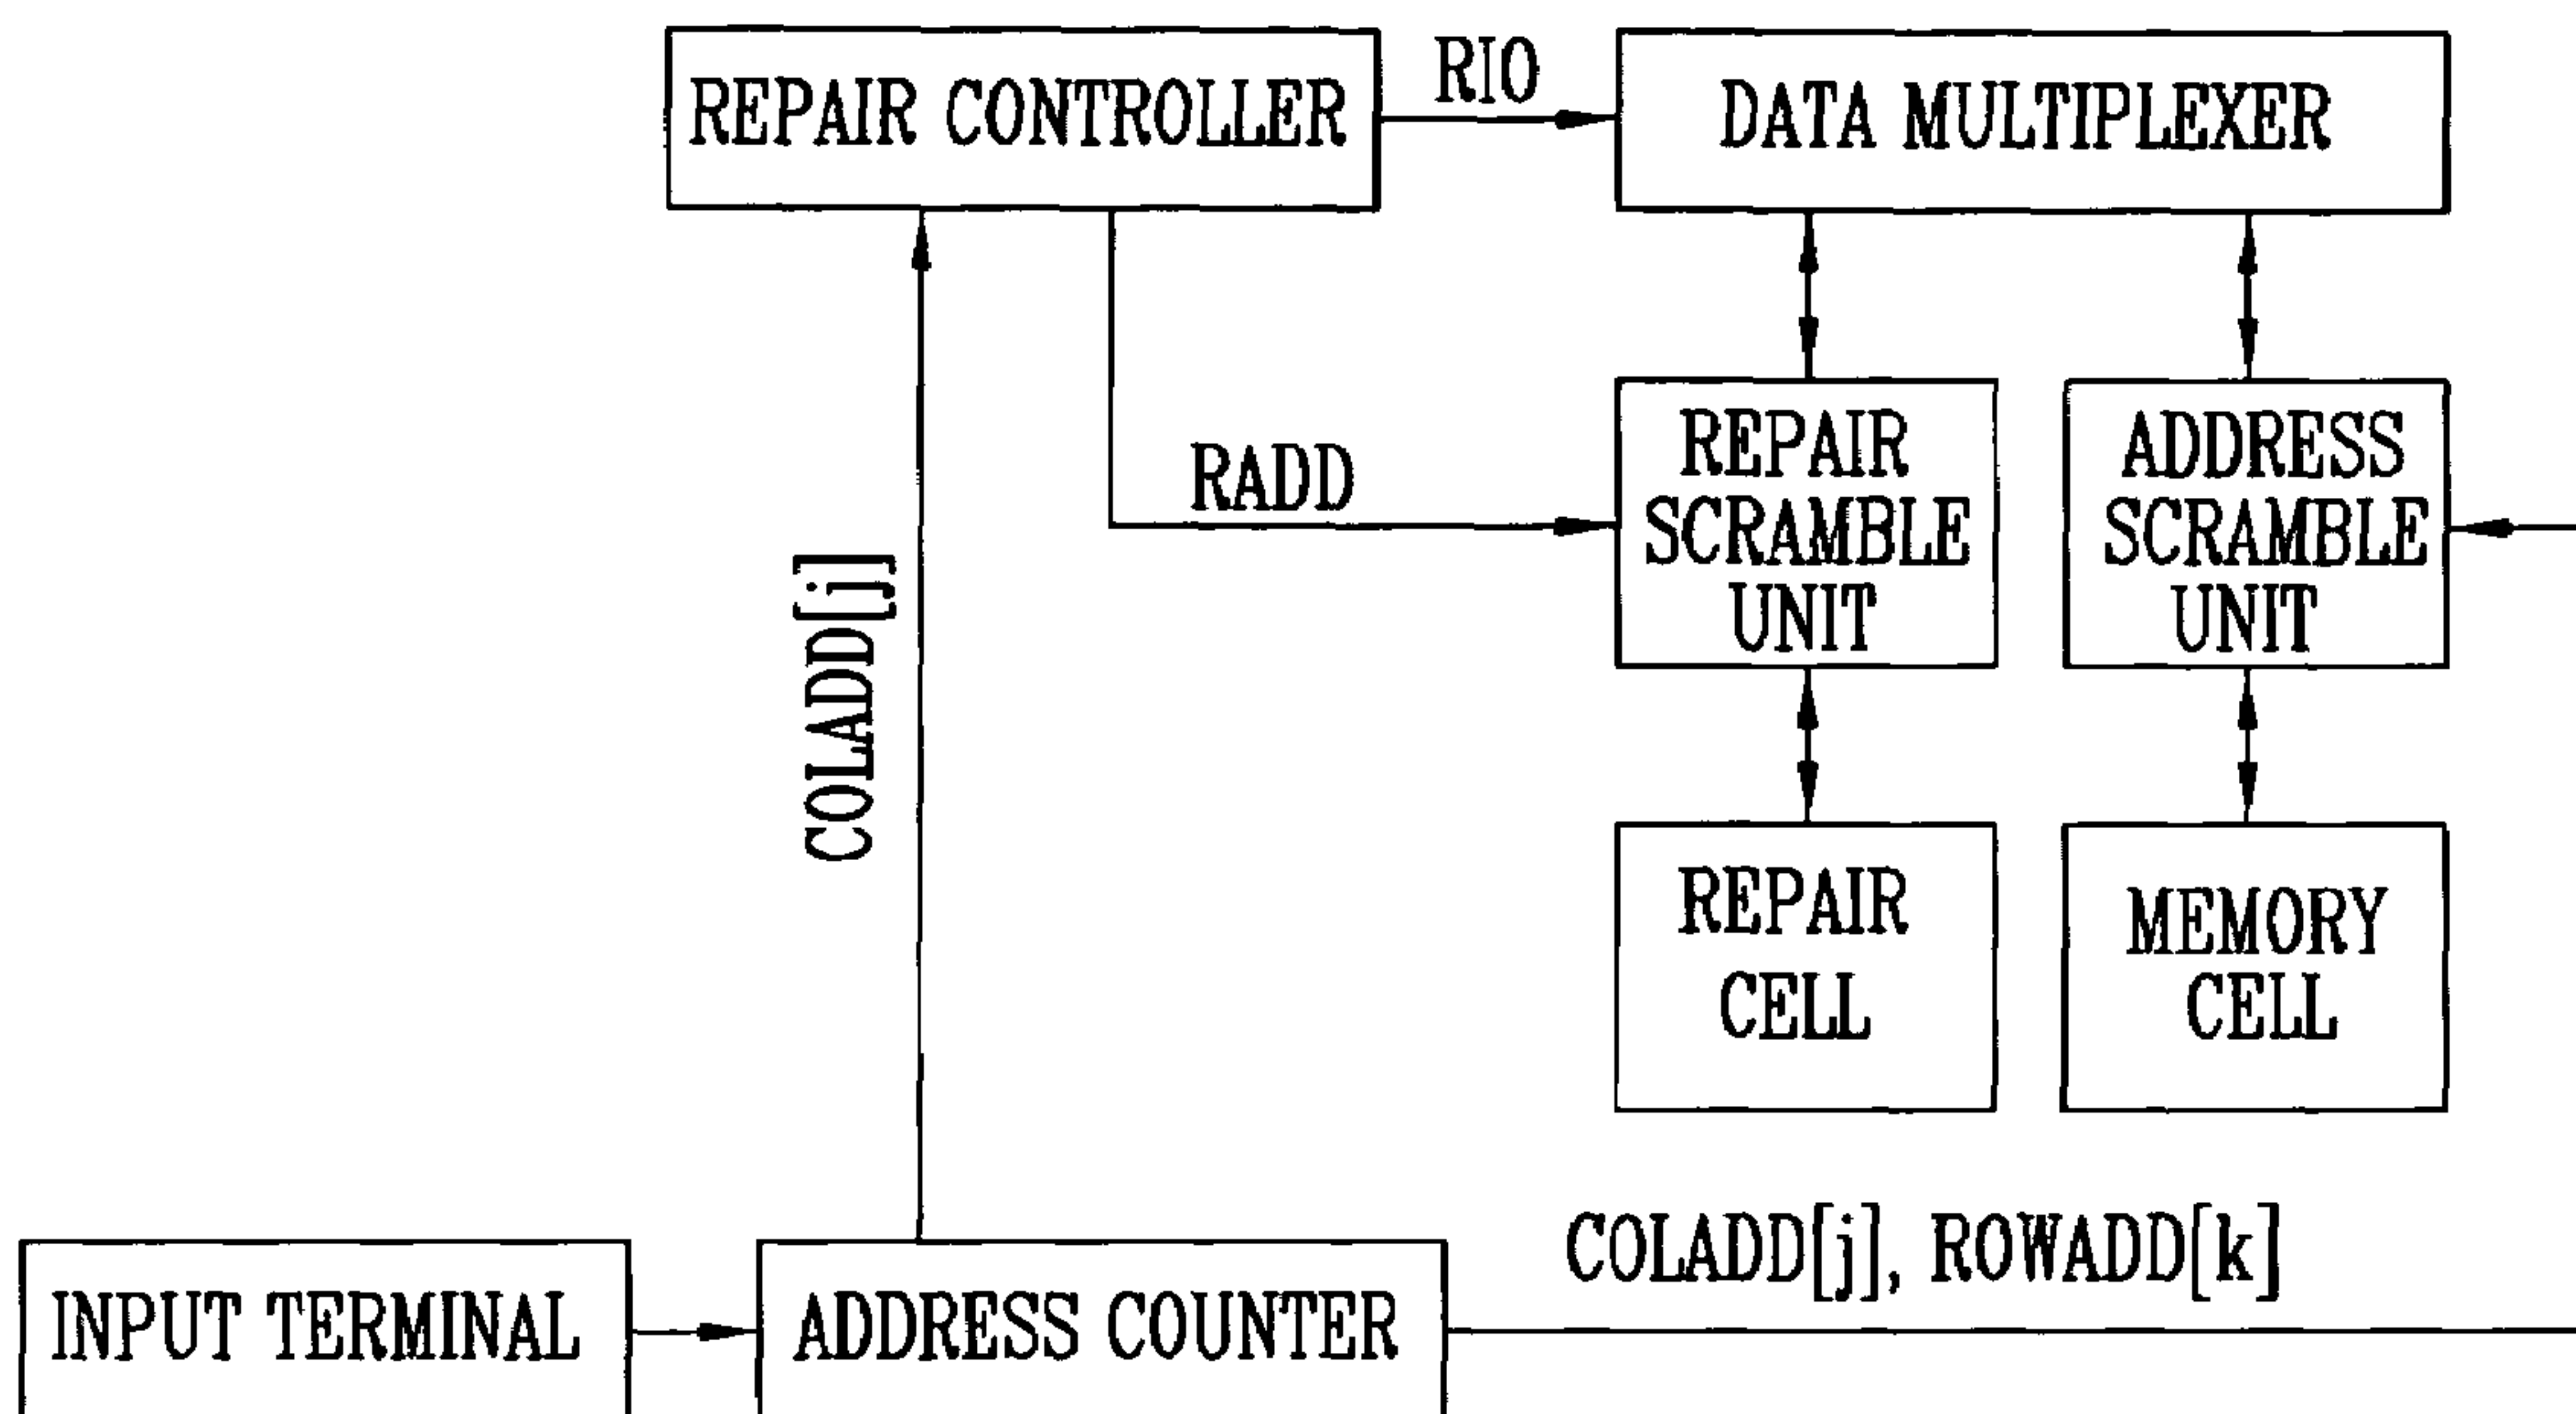 REPAIR CONTROLLER
RIO
DATA MULTIPLEXER
RADD
REPAIR
SCRAMBLE
UNIT
ADDRESS
SCRAMBLE
UNIT
COLADD[j]
REPAIR
CELL
MEMORY
CELL
COLADD[j], ROWADD[k]
INPUT TERMINAL
ADDRESS COUNTER